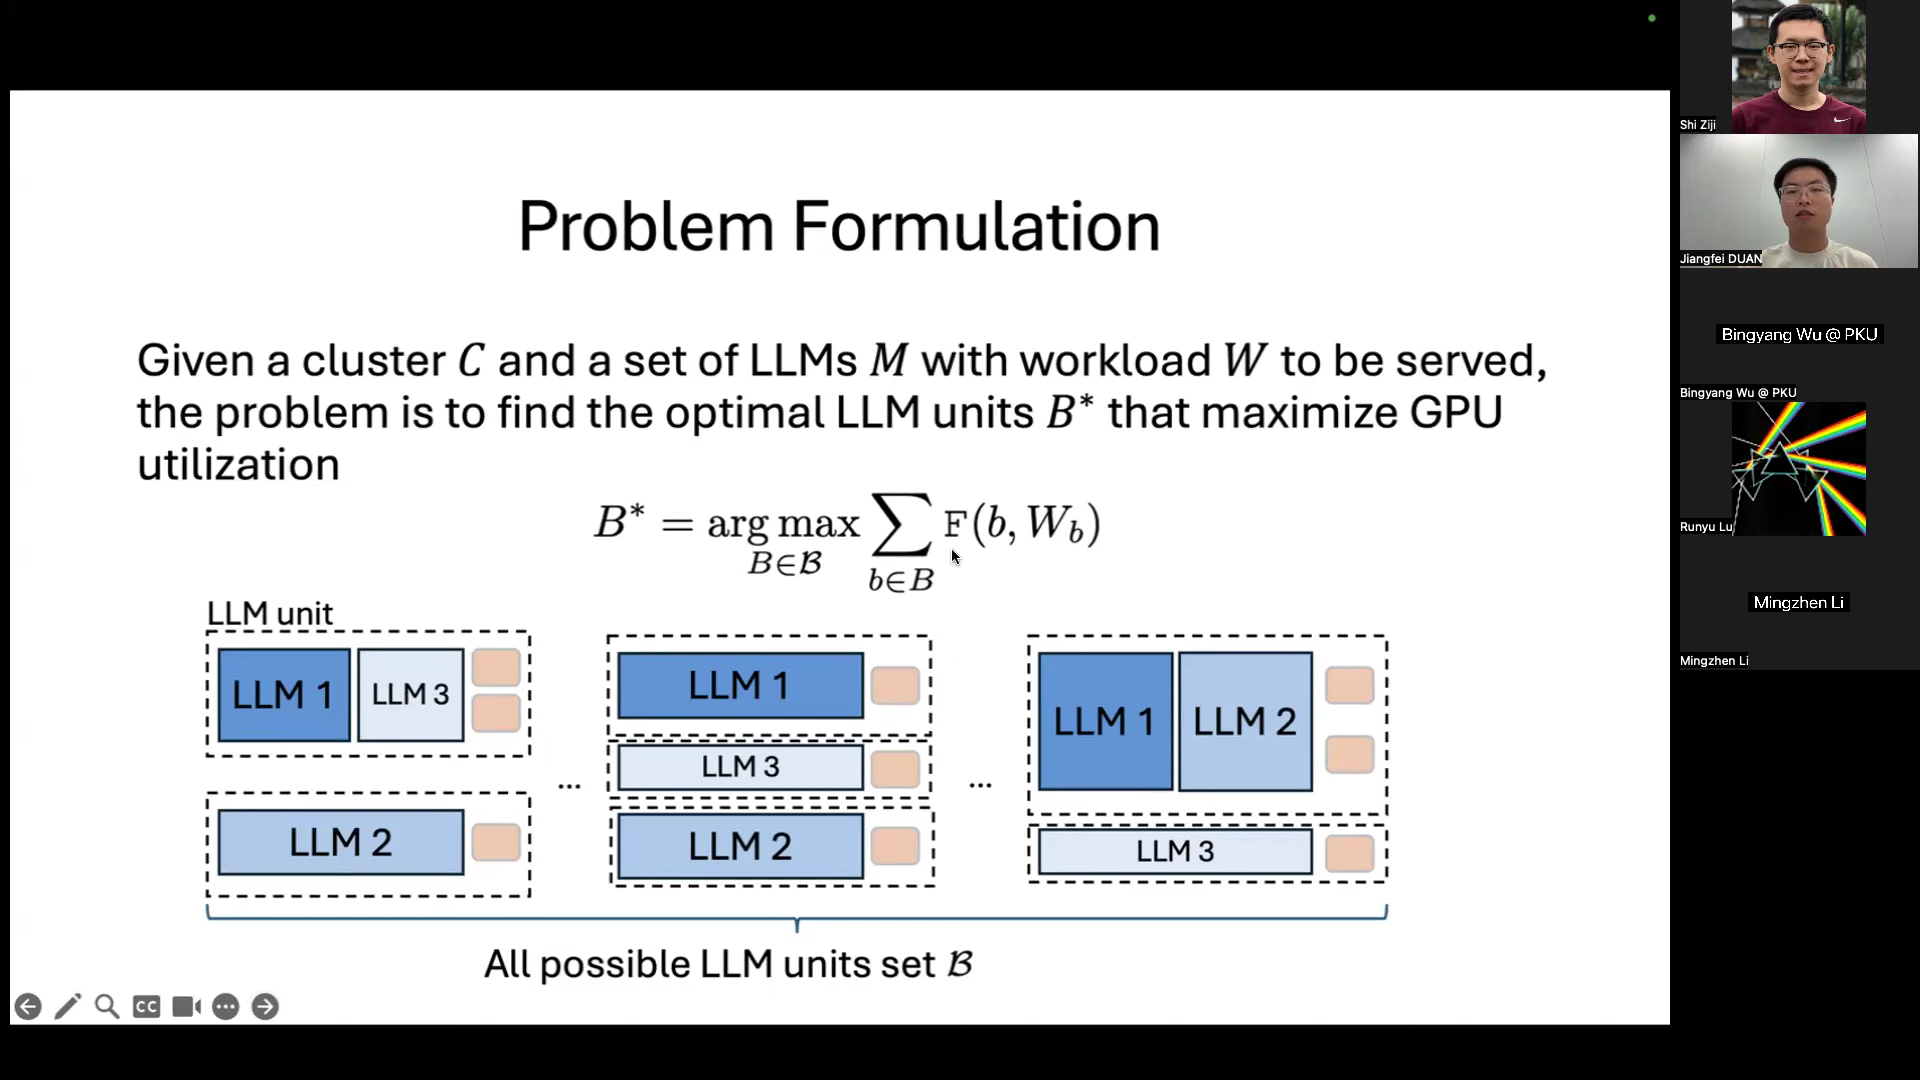 Problem Formulation
Given a cluster C and a set of LLMs M with workload W to be served,
the problem is to find the optimal LLM units B* that maximize GPU
utilization
B* = arg max_{B∈ℬ} ∑_{b∈B} F(b, W_b)
LLM unit
LLM 1 LLM 3
LLM 2
...
LLM 1
LLM 3
LLM 2
...
LLM 1 LLM 2
LLM 3
All possible LLM units set ℬ
CC
Shi Ziji
Jiangfei DUAN
Bingyang Wu @ PKU
Bingyang Wu @ PKU
Runyu Lu
Mingzhen Li
Mingzhen Li